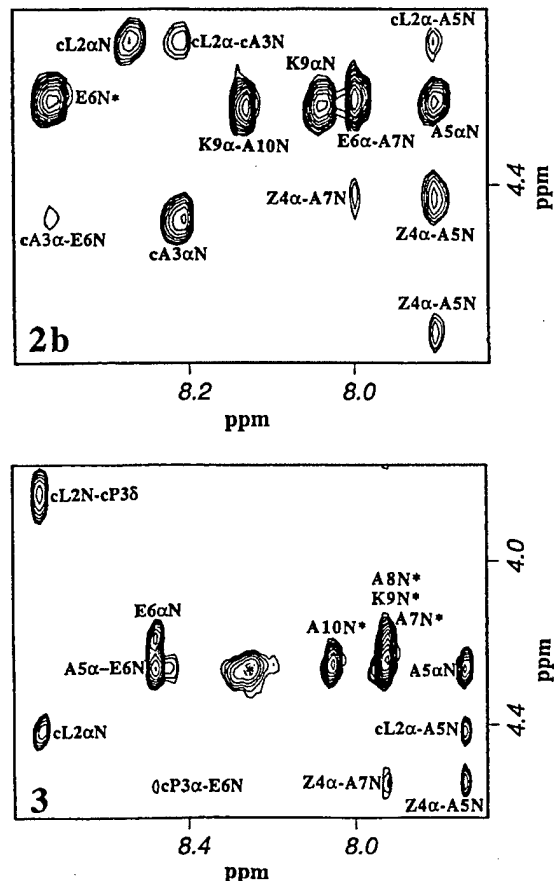 cL2αN
cL2α-cA3N
cL2α-A5N
E6N*
K9αN
K9α-A10N
E6α-A7N
A5αN
Z4α-A7N
Z4α-A5N
cA3α-E6N
cA3αN
Z4α-A5N
2b
4.4
ppm
8.2
8.0
ppm
cL2N-cP3δ
4.0
A8N*
K9N*
E6αN
A10N*
A7N*
A5α–E6N
*
A5αN
ppm
cL2αN
cL2α-A5N
4.4
cP3α-E6N
Z4α-A7N
Z4α-A5N
3
8.4
8.0
ppm